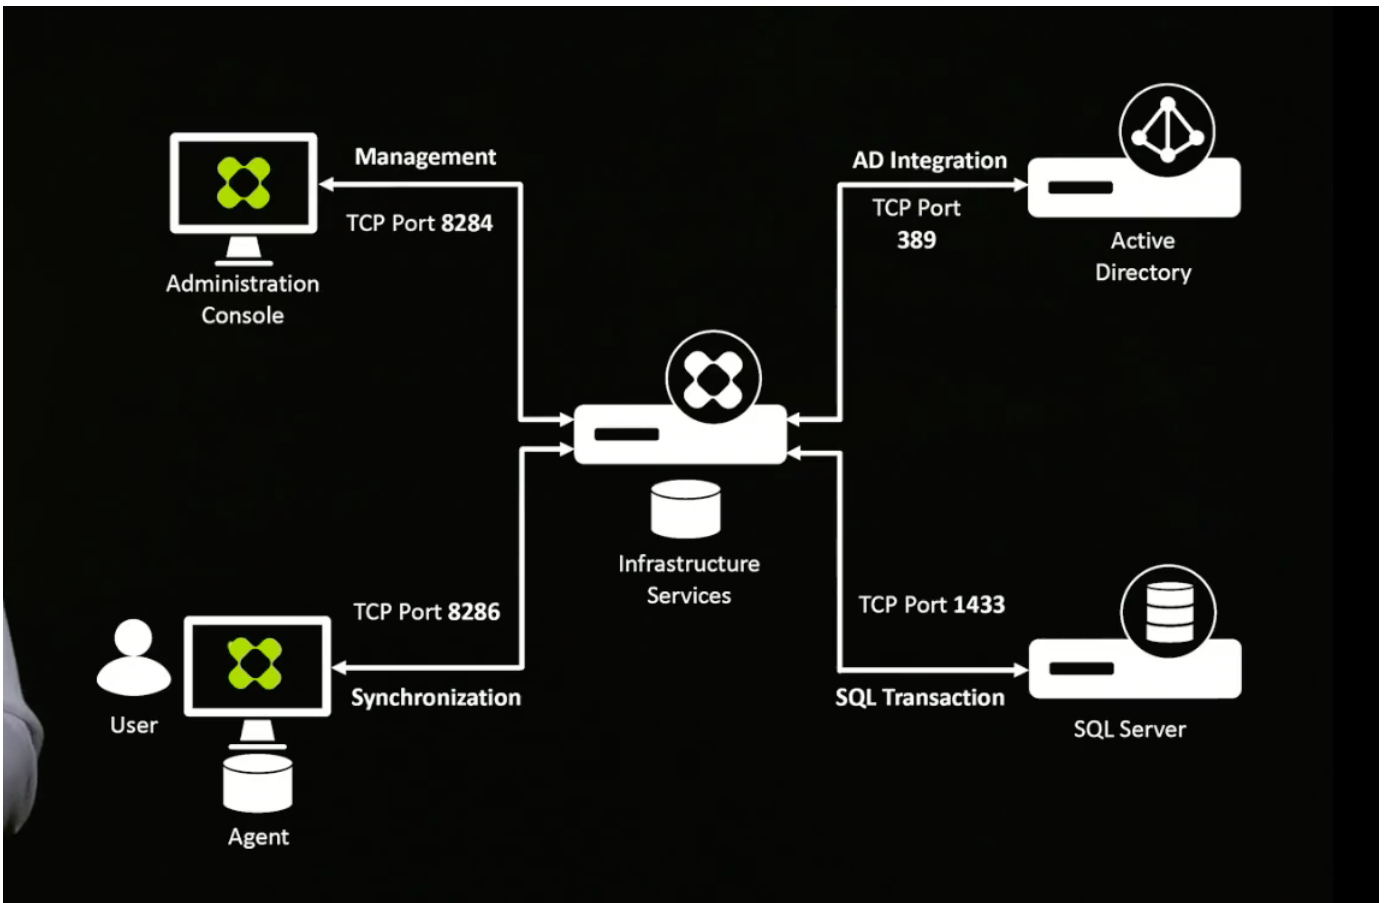 Management
TCP Port 8284
Administration
Console
AD Integration
TCP Port
389
Active
Directory
Infrastructure
Services
TCP Port 8286
Synchronization
User
Agent
TCP Port 1433
SQL Transaction
SQL Server